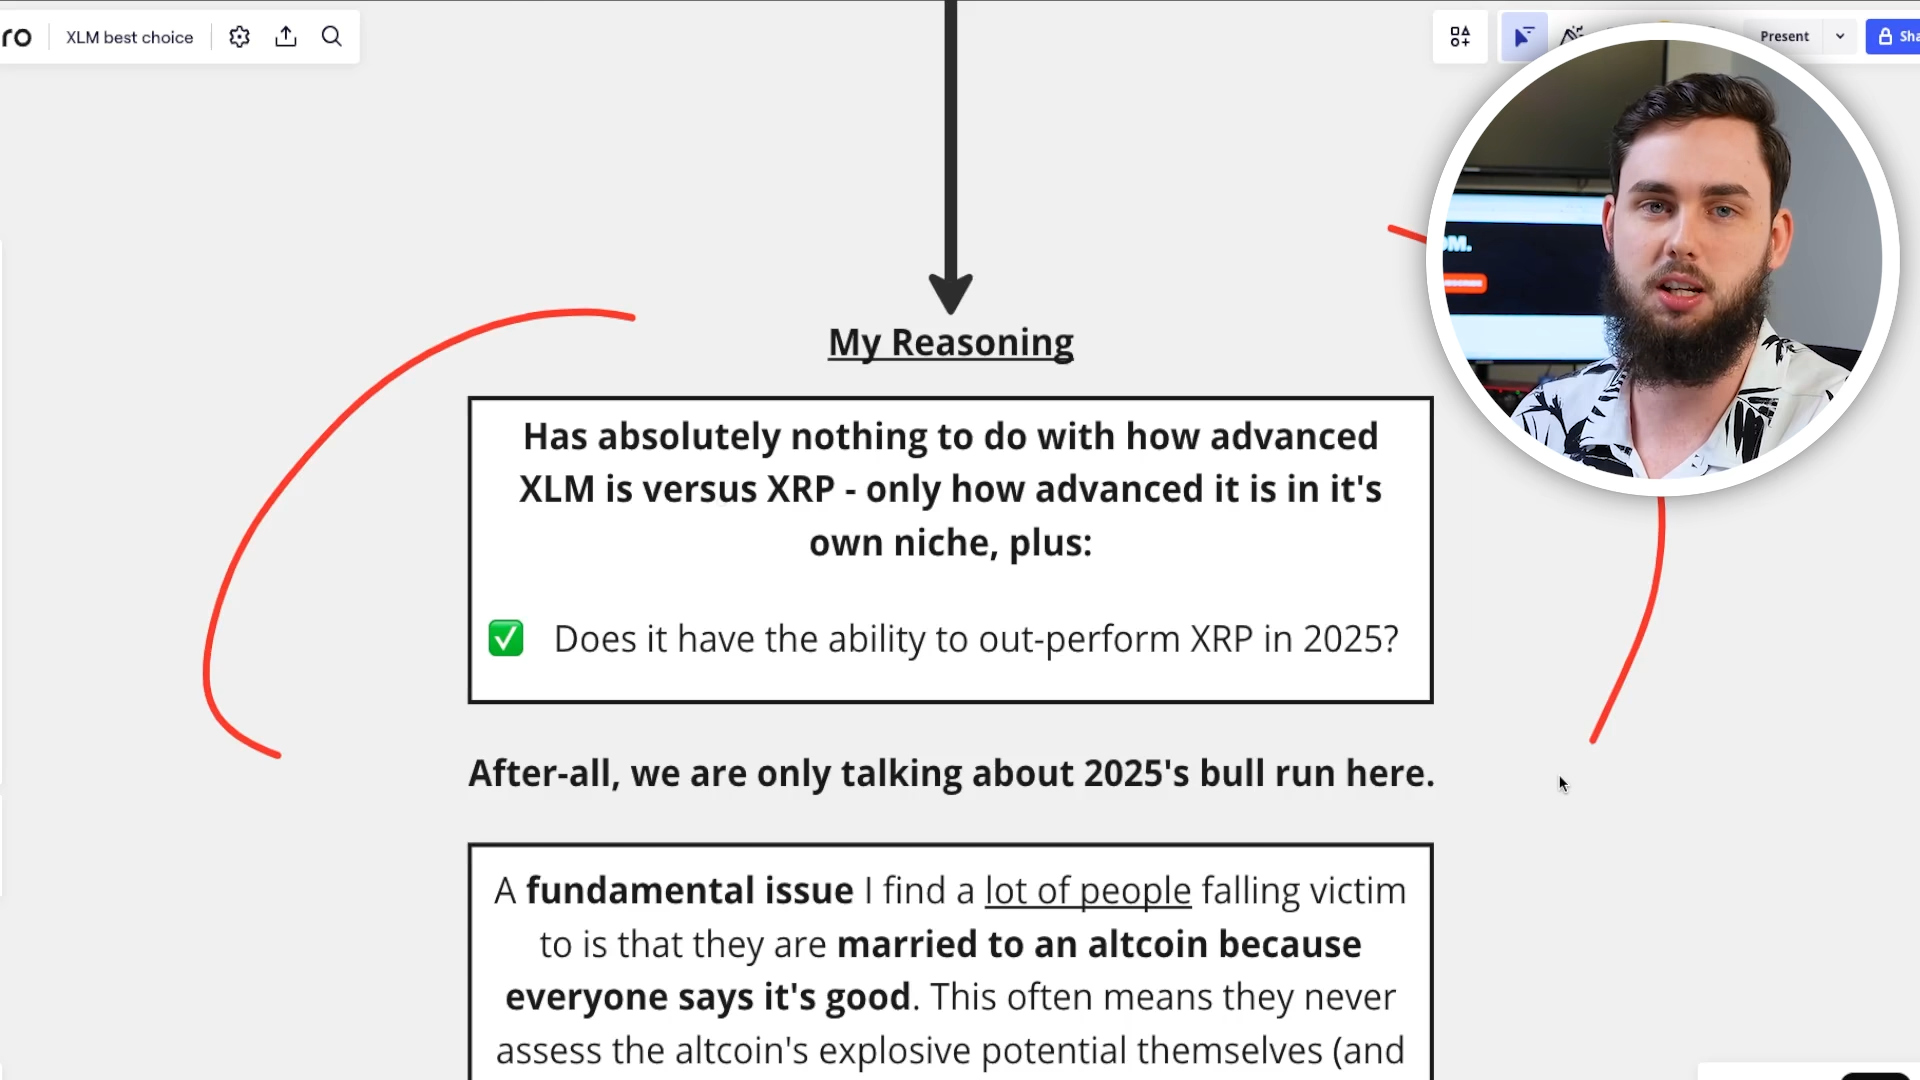 ro
XLM best choice
Present
Sha
OM.
My Reasoning
Has absolutely nothing to do with how advanced
XLM is versus XRP - only how advanced it is in it's
own niche, plus:
✅ Does it have the ability to out-perform XRP in 2025?
After-all, we are only talking about 2025's bull run here.
A fundamental issue I find a lot of people falling victim
to is that they are married to an altcoin because
everyone says it's good. This often means they never
assess the altcoin's explosive potential themselves (and